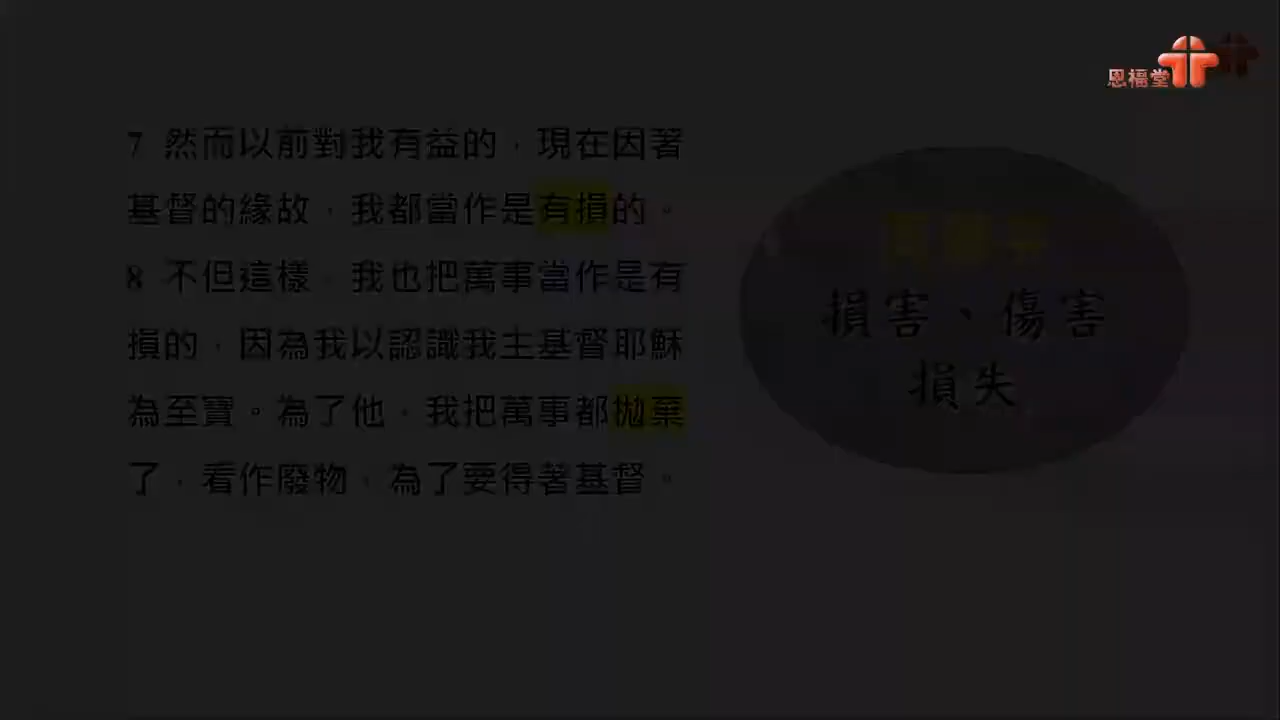 恩福堂
7 然而以前對我有益的，現在因著
基督的緣故，我都當作是有損的。
8 不但這樣，我也把萬事當作是有
損的，因為我以認識我主基督耶穌
為至寶。為了他，我把萬事都拋棄
了，看作廢物，為了要得著基督。
同義字
損害、傷害
損失